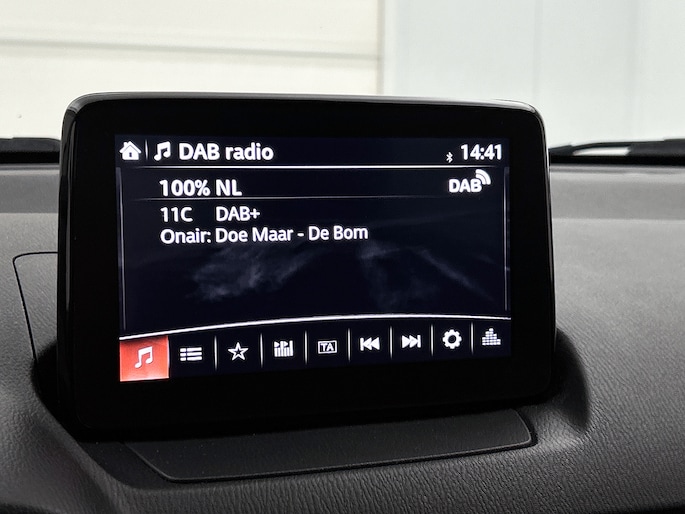 DAB radio
14:41
100% NL
DAB
11C DAB+
Onair: Doe Maar - De Bom
TA